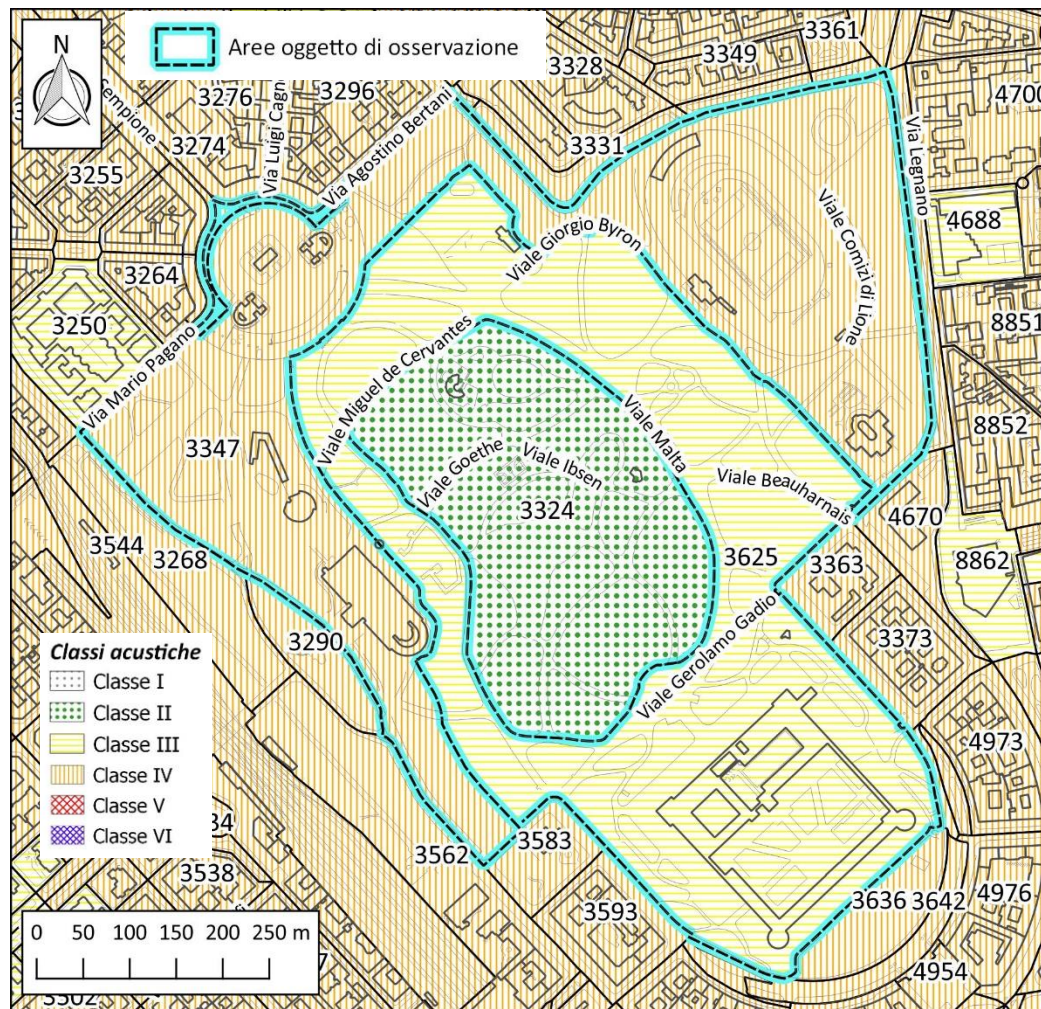 N
Aree oggetto di osservazione
3361
3349
3328
3296
3276
4700
Sempione
Via Luigi Cagn
Via Agostino Bertani
3274
3331
Via Legnano
3255
4688
Viale Giorgio Byron
Viale Comizi di Lione
3264
3250
8851
Via Mario Pagano
Viale Miguel de Cervantes
8852
3347
Viale Goethe
Viale Ibsen
Viale Malta
Viale Beauharnais
3324
4670
3544
3268
3625
3363
8862
3290
3373
Viale Gerolamo Gadio
Classi acustiche
Classe I
Classe II
Classe III
Classe IV
Classe V
Classe VI
4973
34
3562
3583
3538
3593
3636
3642
4976
4954
0 50 100 150 200 250 m
7
3502